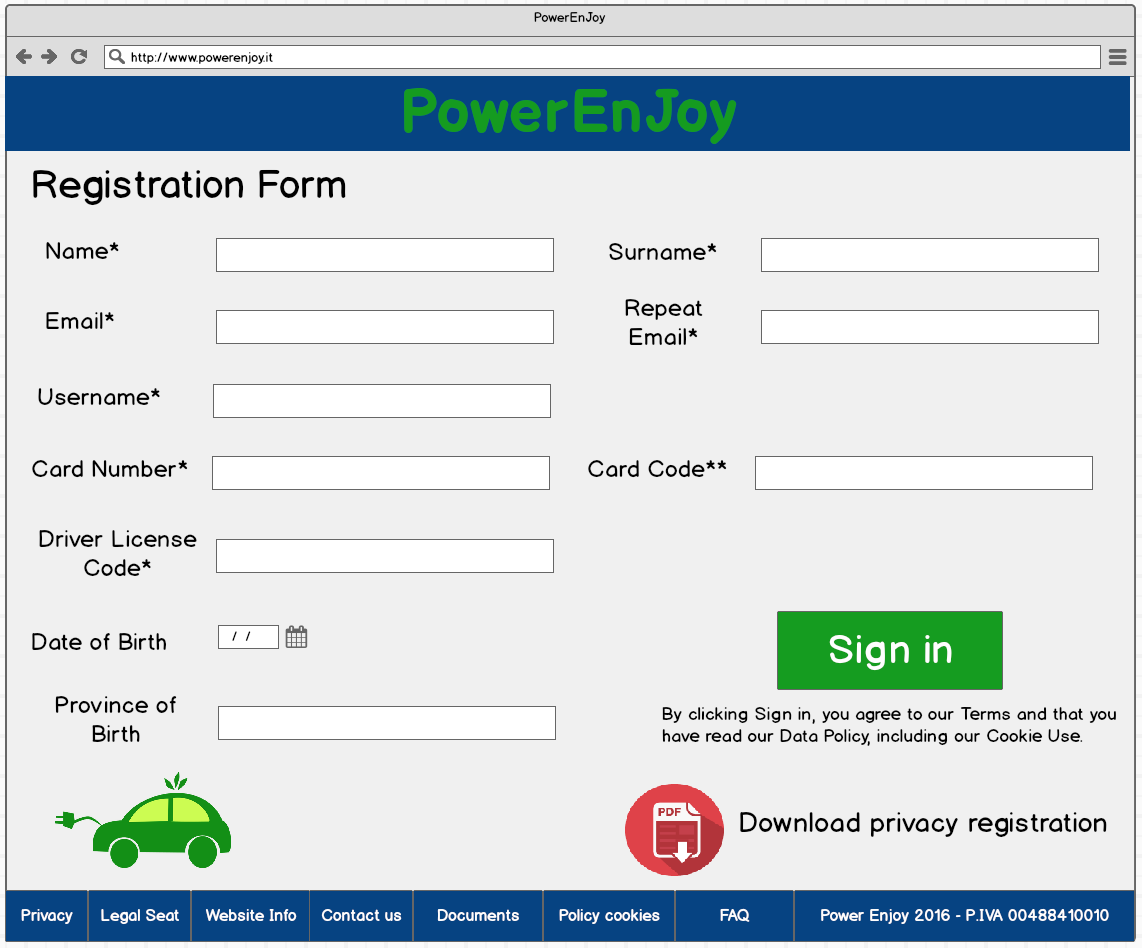 PowerEnJoy
http://www.powerenjoy.it
PowerEnJoy
Registration Form
Name*
Surname*
Email*
Repeat
Email*
Username*
Card Number*
Card Code**
Driver License
Code*
Date of Birth
/ /
Province of
Birth
Sign in
By clicking Sign in, you agree to our Terms and that you
have read our Data Policy, including our Cookie Use.
PDF
Download privacy registration
Privacy
Legal Seat
Website Info
Contact us
Documents
Policy cookies
FAQ
Power Enjoy 2016 - P.IVA 00488410010